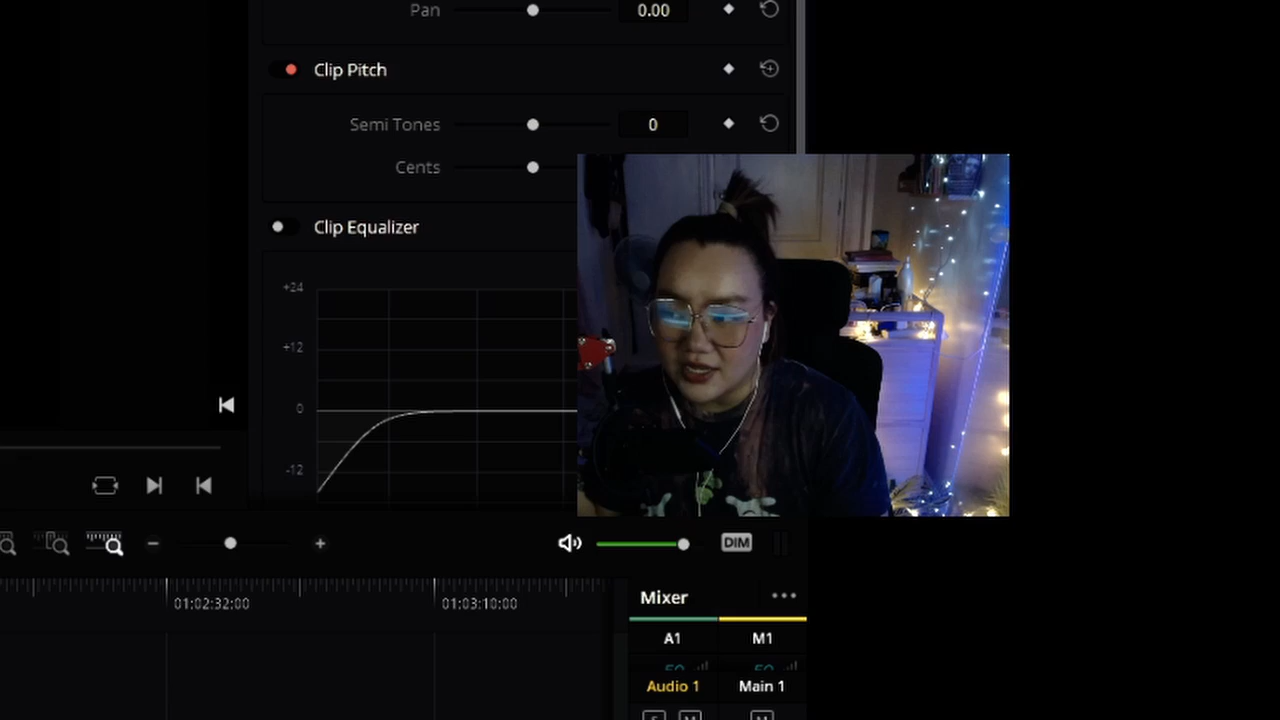 Pan 0.00
Clip Pitch
Semi Tones 0
Cents
Clip Equalizer
+24
+12
0
-12
DIM
01:02:32:00 01:03:10:00
Mixer
A1 M1
Audio 1 Main 1